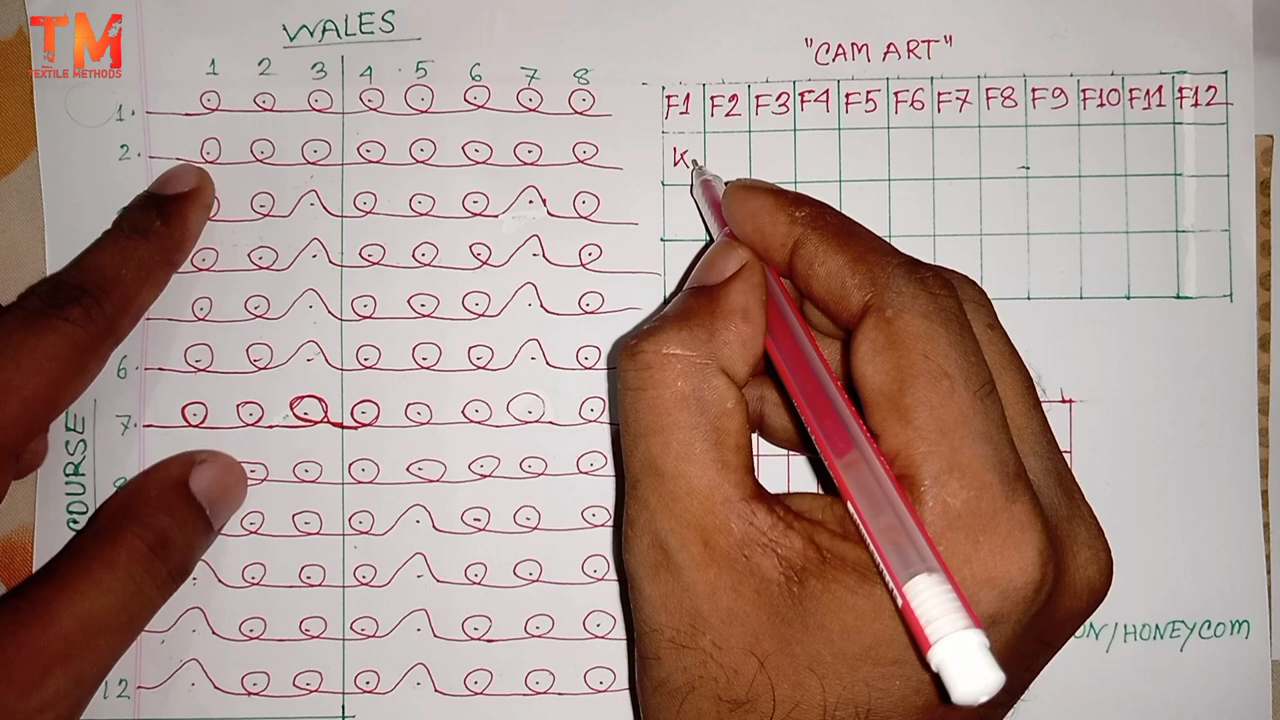 TM
TEXTILE METHODS
WALES
1 2 3 4 5 6 7 8
1.
2.
6.
7.
12
COURSE
"CAM ART"
F1 F2 F3 F4 F5 F6 F7 F8 F9 F10 F11 F12
K
ON/HONEYCOM